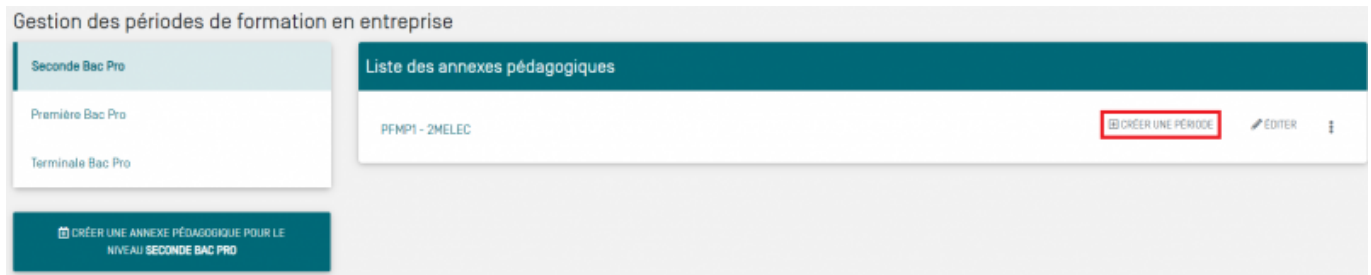 Gestion des périodes de formation en entreprise
Seconde Bac Pro
Première Bac Pro
Terminale Bac Pro
CRÉER UNE ANNEXE PÉDAGOGIQUE POUR LE
NIVEAU SECONDE BAC PRO
Liste des annexes pédagogiques
PFMP1 - 2MELEC
CRÉER UNE PÉRIODE
ÉDITER